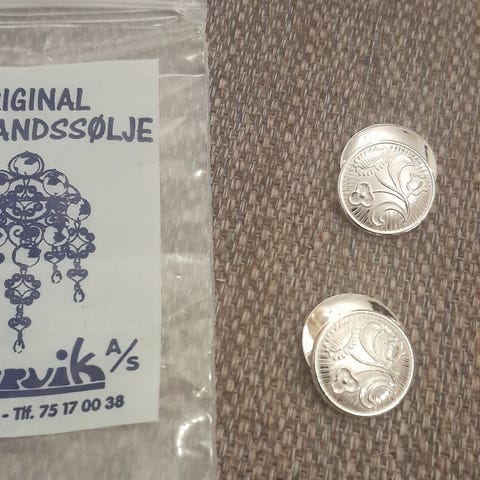 RIGINAL
ANDSSØLJE
rvik A/S
- Tlf. 75 17 00 38